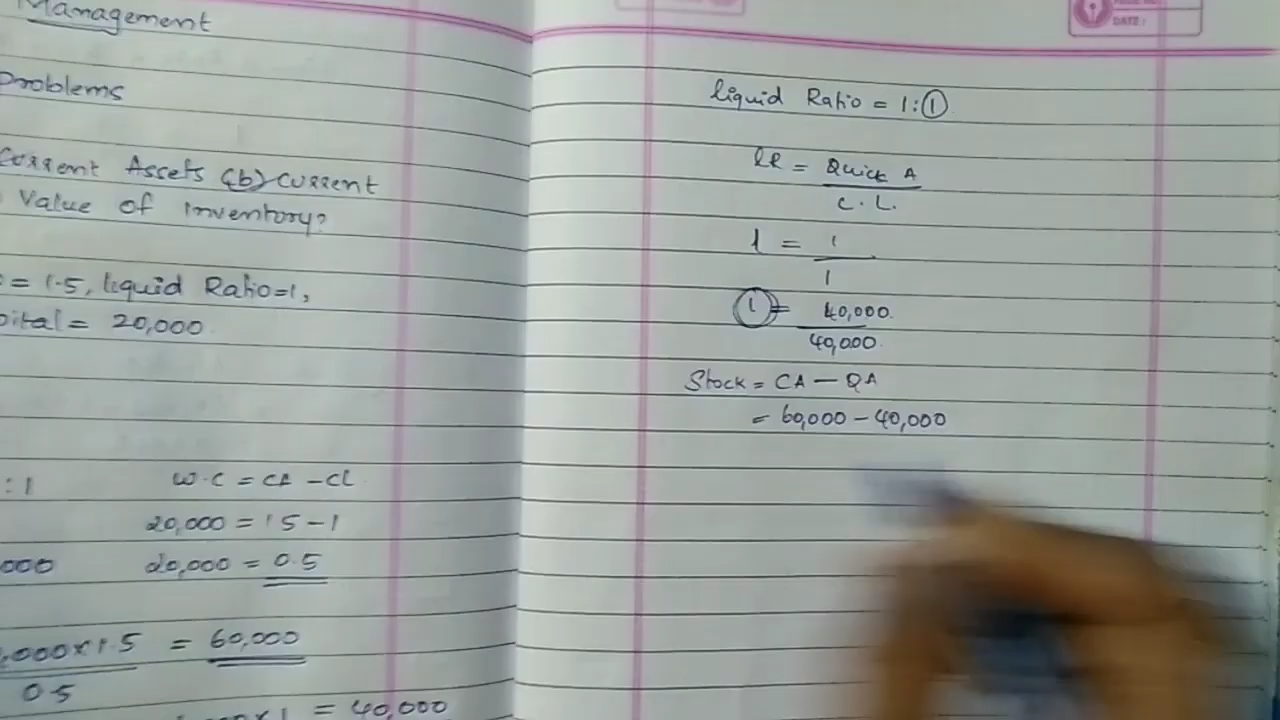 Management
Problems
Current Assets (b) Current
Value of Inventory?
= 1.5, liquid Ratio=1,
pital= 20,000
: 1 W.C = CA - CL
20,000 = 1.5 - 1
000 20,000 = 0.5
,000x1.5 = 60,000
0.5
x1 = 40,000
DATE:
liquid Ratio = 1:1
LR = Quick A
C.L.
1 = 1
1
1 = 40,000
40,000
Stock = CA - QA
= 60,000 - 40,000